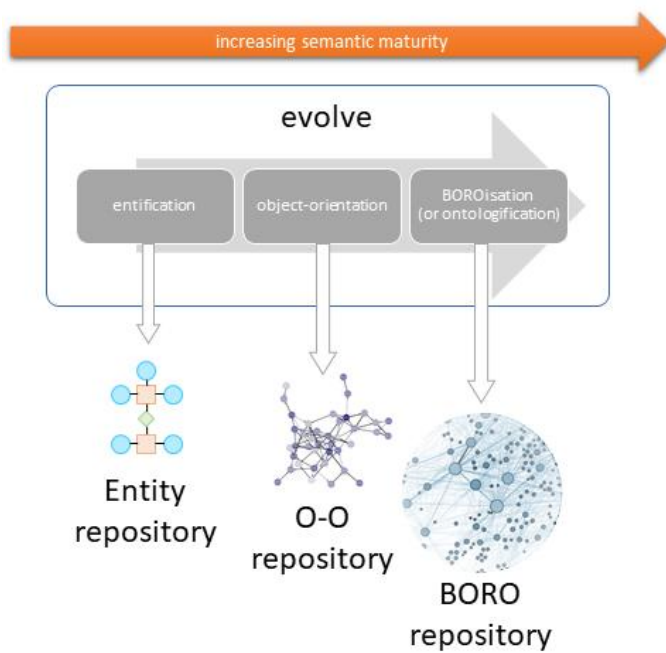 increasing semantic maturity
evolve
entification
object-orientation
BOROisation
(or ontologification)
Entity
repository
O-O
repository
BORO
repository